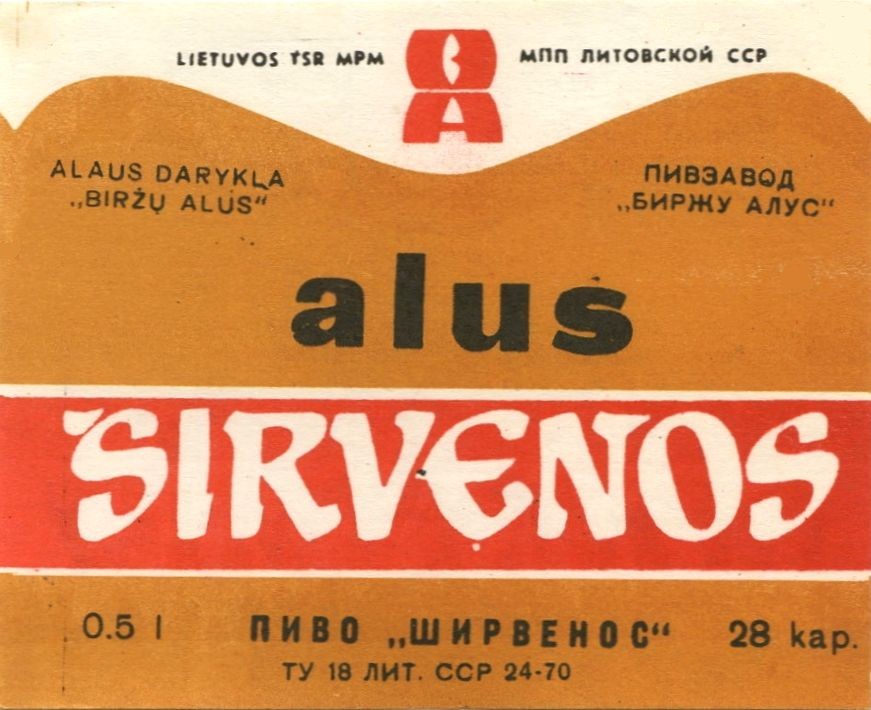 LIETUVOS TSR MPM
BA
МПП ЛИТОВСКОЙ ССР
ALAUS DARYKLA
„BIRŽŲ ALUS“
ПИВЗАВОД
„БИРЖУ АЛУС“
alus
ŠIRVENOS
0.5 l ПИВО „ШИРВЕНОС“ 28 kap.
ТУ 18 ЛИТ. ССР 24-70